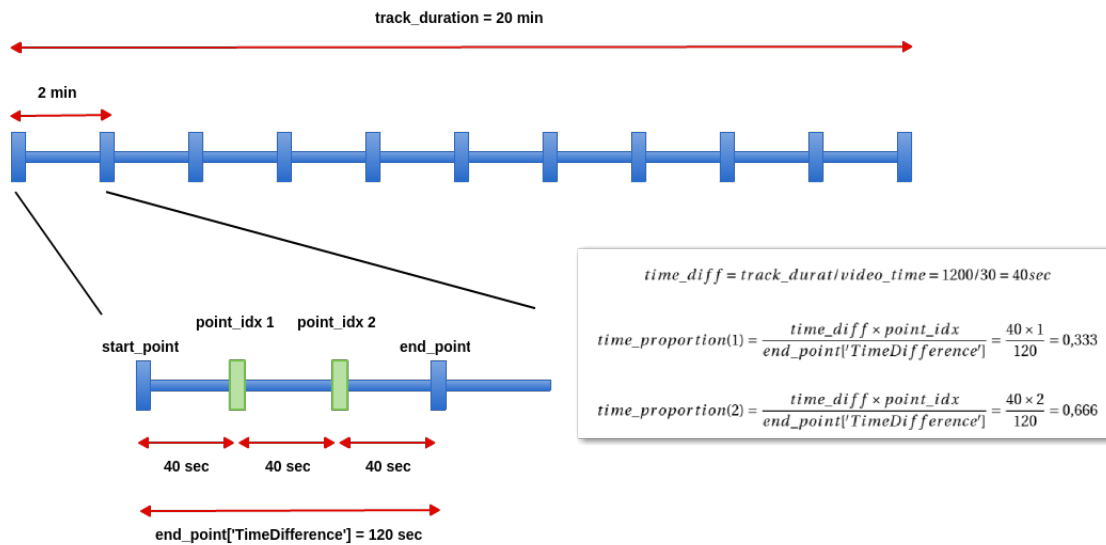 track_duration = 20 min
2 min
point_idx 1 point_idx 2
start_point end_point
40 sec 40 sec 40 sec
end_point['TimeDifference'] = 120 sec
time_diff = track_durat/video_time = 1200/30 = 40sec
time_proportion(1) = time_diff × point_idx / end_point['TimeDifference'] = 40 × 1 / 120 = 0,333
time_proportion(2) = time_diff × point_idx / end_point['TimeDifference'] = 40 × 2 / 120 = 0,666